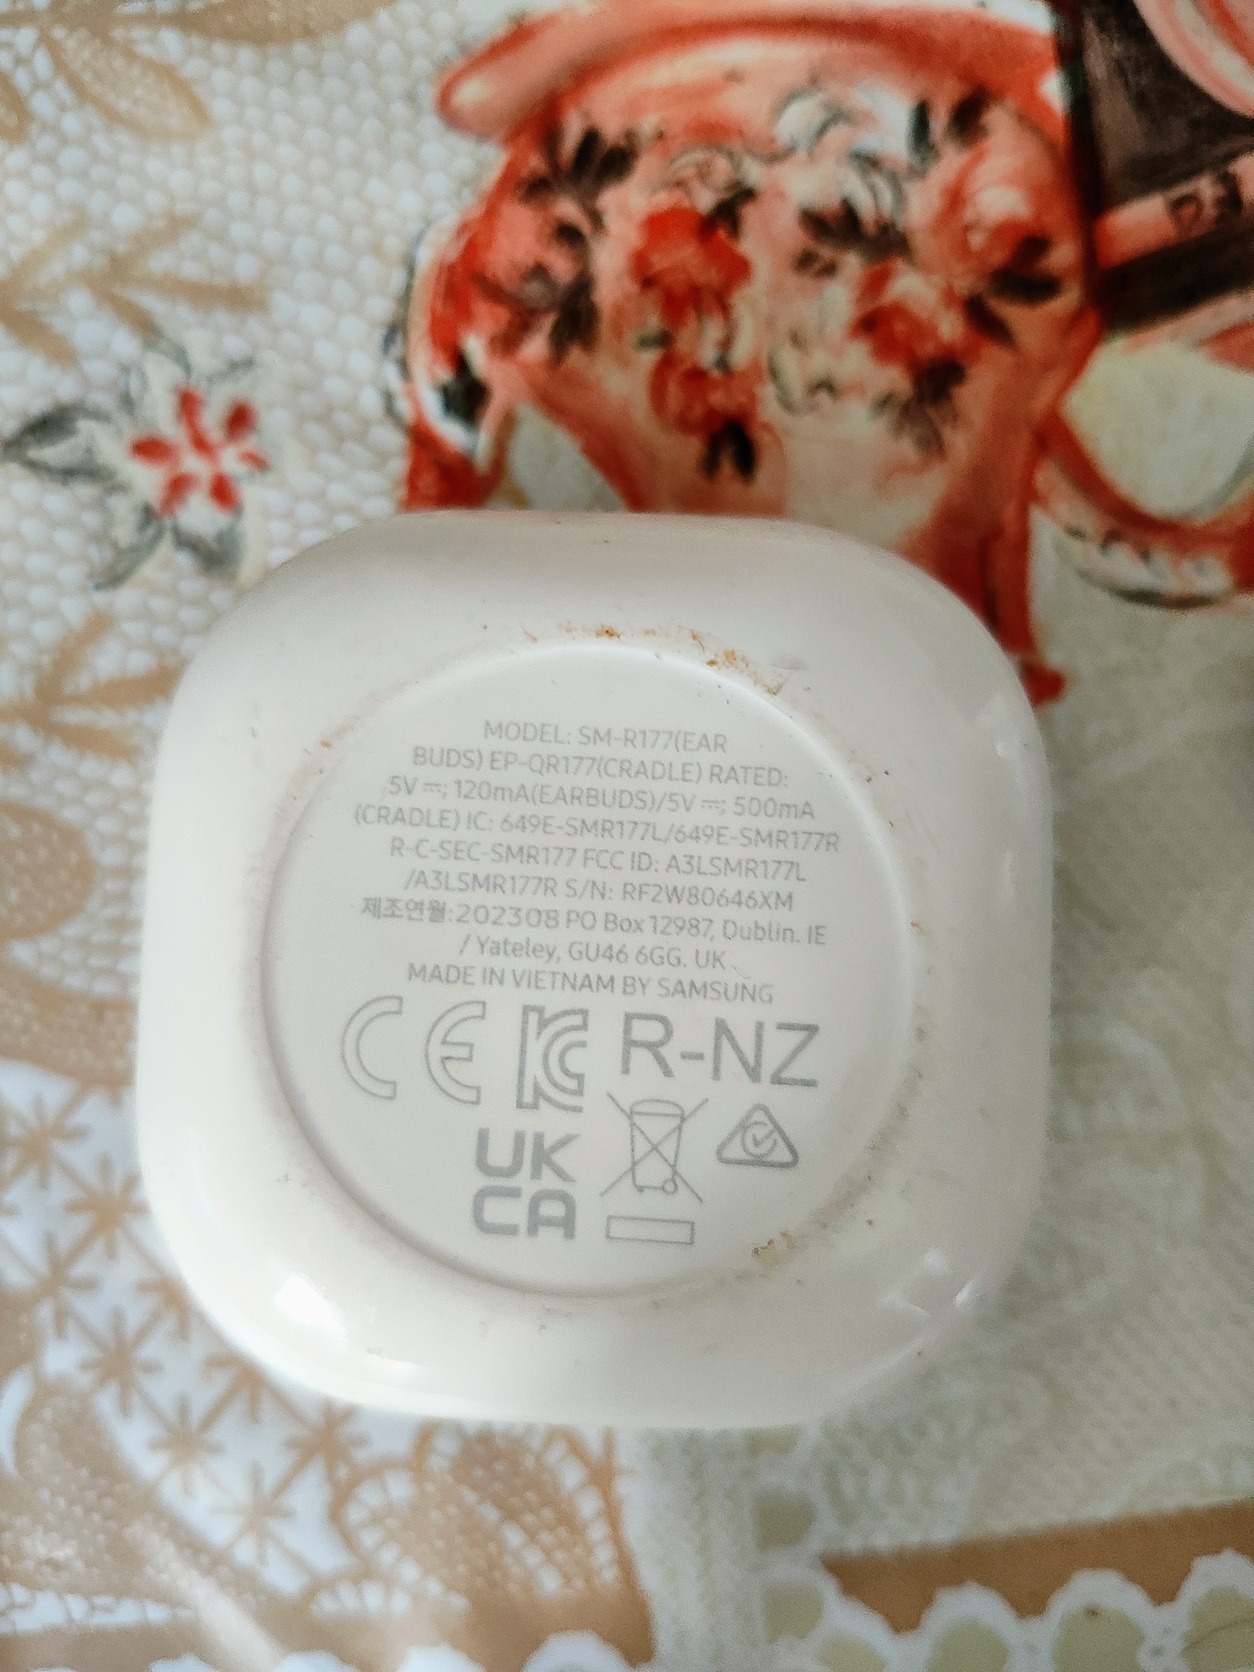 MODEL: SM-R177(EAR
BUDS) EP-QR177(CRADLE) RATED:
5V ⎓; 120mA(EARBUDS)/5V ⎓; 500mA
(CRADLE) IC: 649E-SMR177L/649E-SMR177R
R-C-SEC-SMR177 FCC ID: A3LSMR177L
/A3LSMR177R S/N: RF2W80646XM
제조연월:202308 PO Box 12987, Dublin. IE
/ Yateley, GU46 6GG. UK
MADE IN VIETNAM BY SAMSUNG
CE KC R-NZ
UK
CA